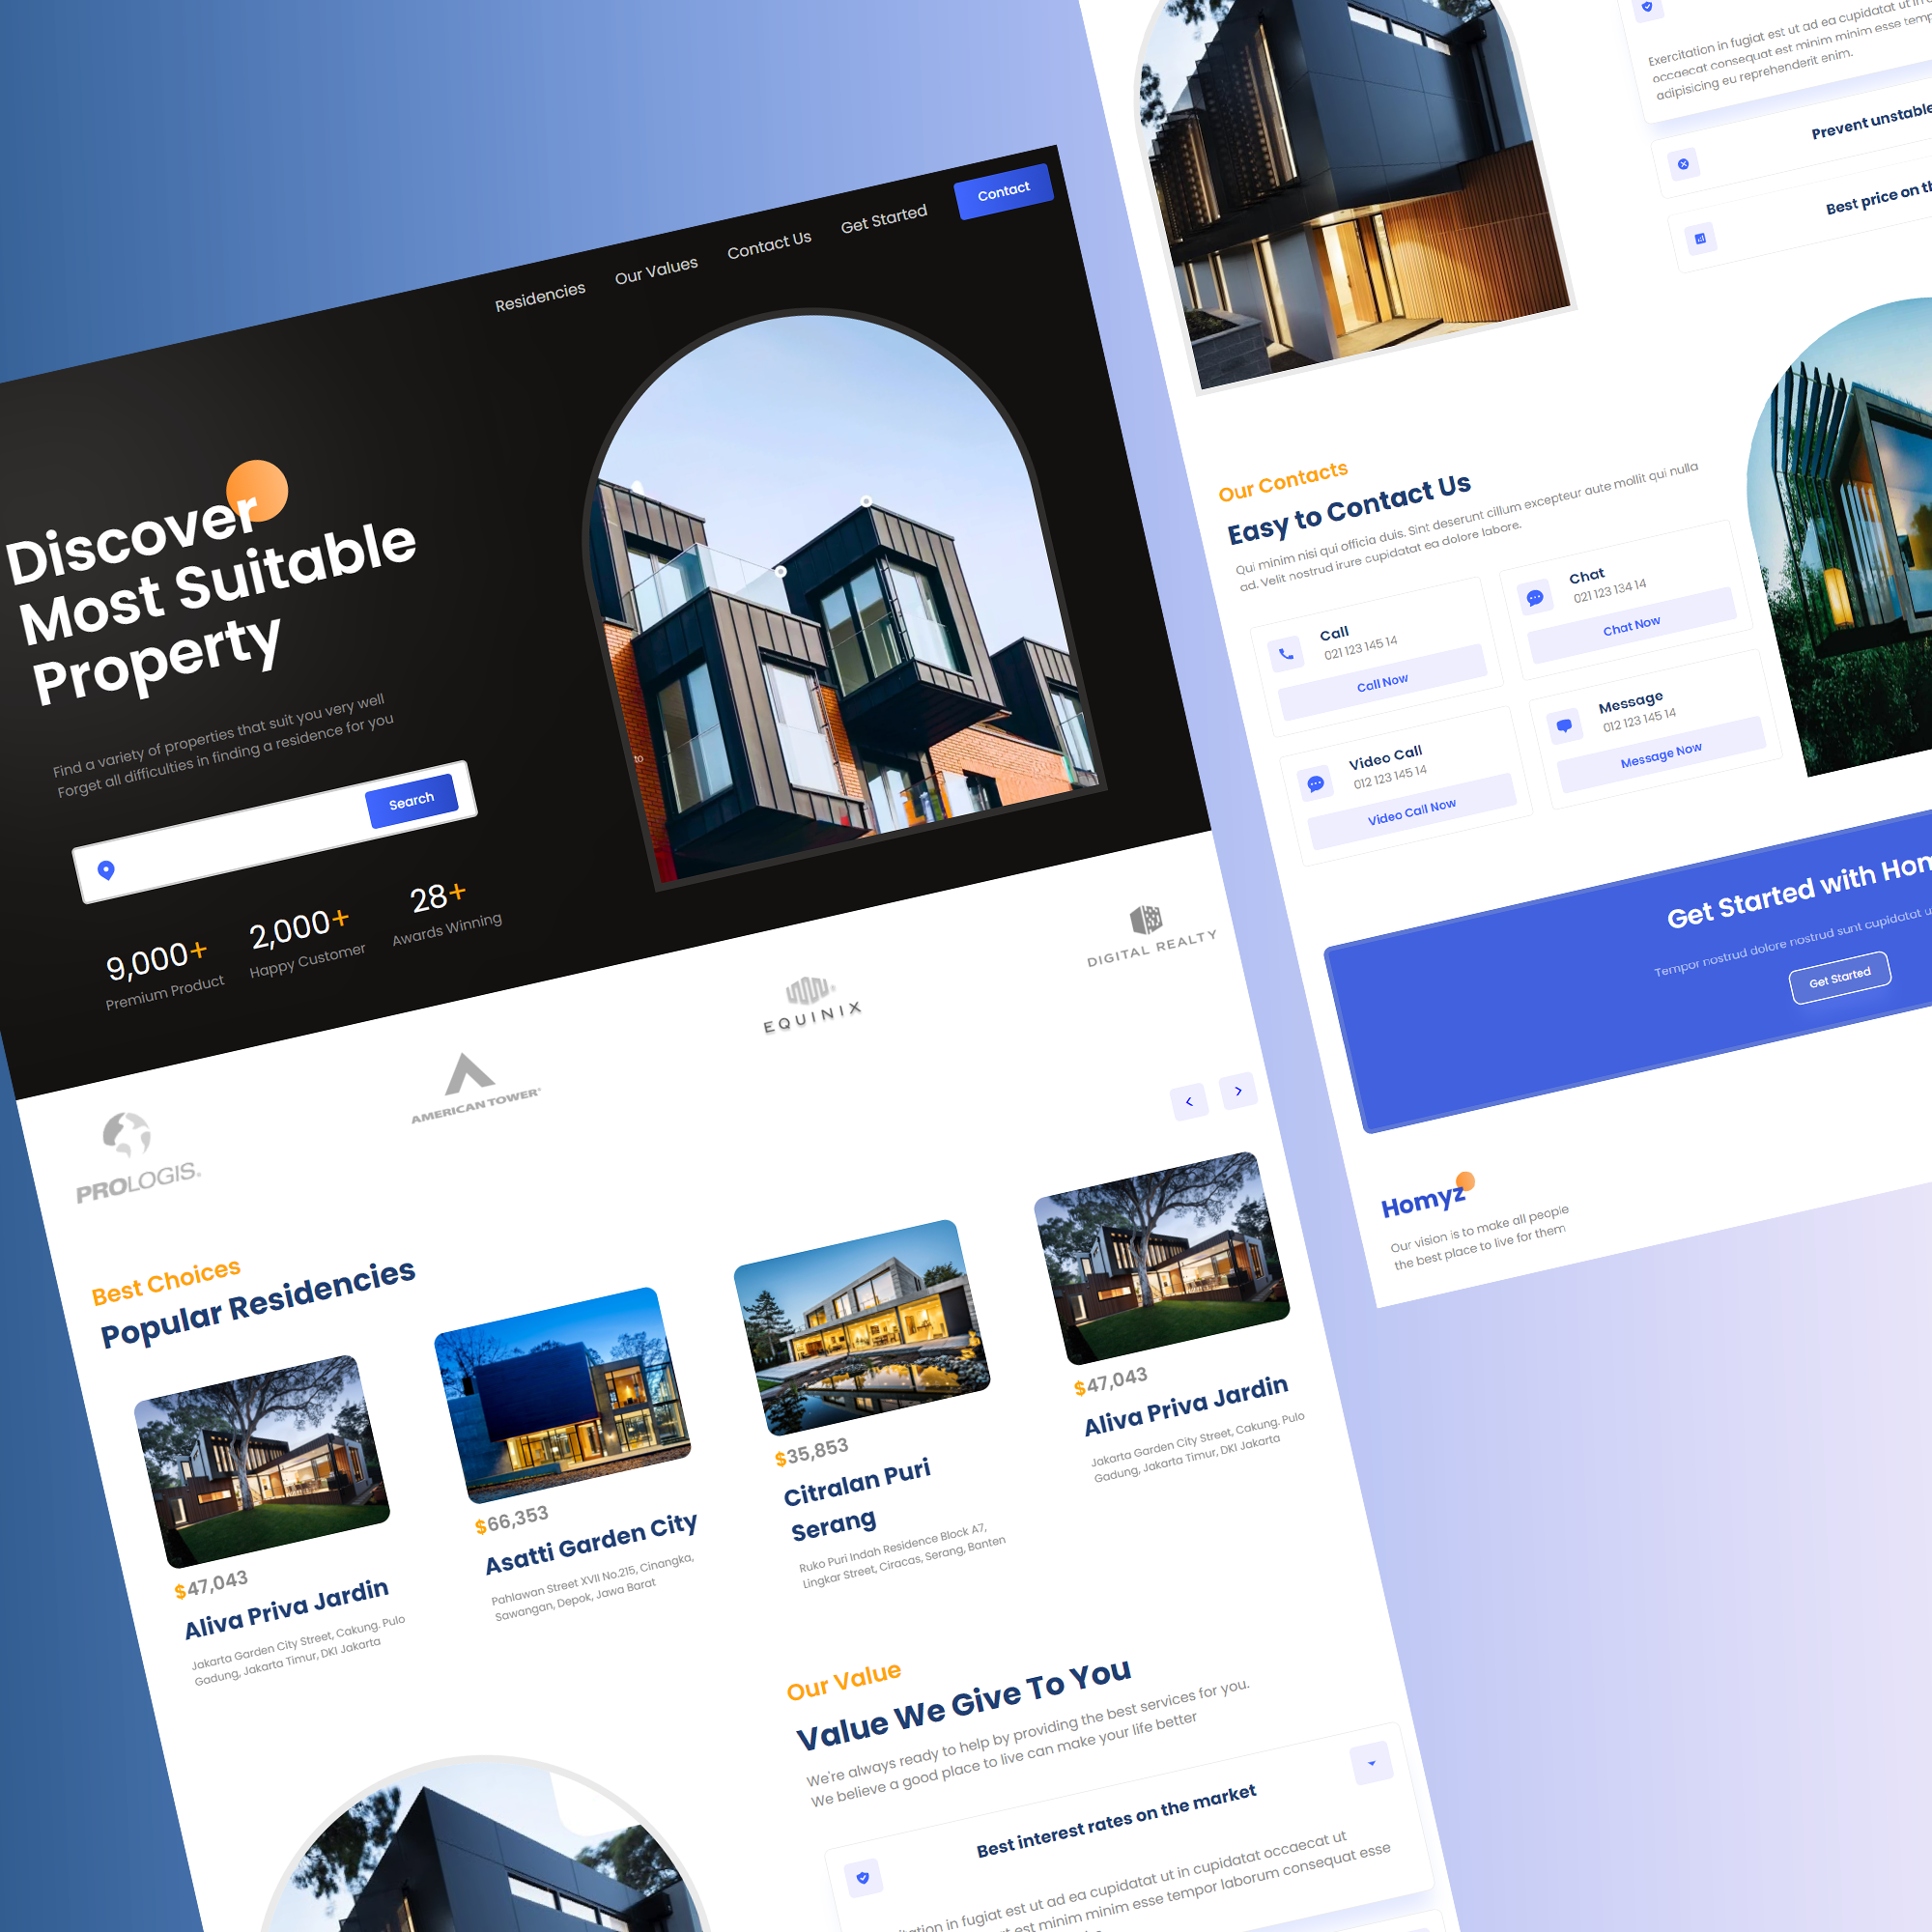 Residencies
Our Values
Contact Us
Get Started
Contact
Discover
Most Suitable
Property
Find a variety of properties that suit you very well
Forget all difficulties in finding a residence for you
Search
9,000+
Premium Product
2,000+
Happy Customer
28+
Awards Winning
PROLOGIS.
AMERICAN TOWER®
EQUINIX
DIGITAL REALTY
Best Choices
Popular Residencies
<
>
$47,043
Aliva Priva Jardin
Jakarta Garden City Street, Cakung. Pulo
Gadung, Jakarta Timur, DKI Jakarta
$66,353
Asatti Garden City
Pahlawan Street XVII No.215, Cinangka,
Sawangan, Depok, Jawa Barat
$35,853
Citralan Puri
Serang
Ruko Puri Indah Residence Block A7,
Lingkar Street, Ciracas, Serang, Banten
$47,043
Aliva Priva Jardin
Jakarta Garden City Street, Cakung. Pulo
Gadung, Jakarta Timur, DKI Jakarta
Our Value
Value We Give To You
We're always ready to help by providing the best services for you.
We believe a good place to live can make your life better
Best interest rates on the market
in fugiat est ut ad ea cupidatat ut in cupidatat occaecat ut
est minim minim esse tempor laborum consequat esse
Exercitation in fugiat est ut ad ea cupidatat ut in
occaecat consequat est minim minim esse
adipisicing eu reprehenderit enim.
Prevent unstable
Best price on
Our Contacts
Easy to Contact Us
Qui minim nisi qui officia duis. Sint deserunt cillum excepteur aute mollit qui nulla
ad. Velit nostrud irure cupidatat ea dolore labore.
Call
021 123 145 14
Call Now
Chat
021 123 134 14
Chat Now
Video Call
012 123 145 14
Video Call Now
Message
012 123 145 14
Message Now
Get Started with
Tempor nostrud dolore nostrud sunt cupidatat
Get Started
Homyz
Our vision is to make all people
the best place to live for them